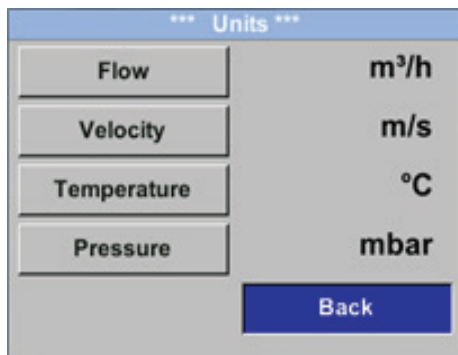 *** Units ***
Flow m³/h
Velocity m/s
Temperature °C
Pressure mbar
Back